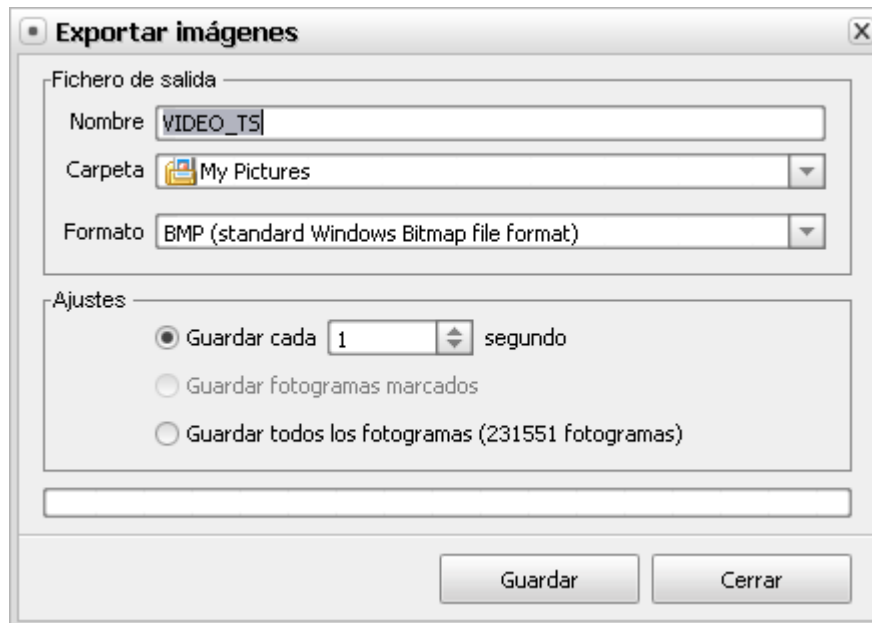 Exportar imágenes
Fichero de salida
Nombre VIDEO_TS
Carpeta My Pictures
Formato BMP (standard Windows Bitmap file format)
Ajustes
Guardar cada 1 segundo
Guardar fotogramas marcados
Guardar todos los fotogramas (231551 fotogramas)
Guardar Cerrar